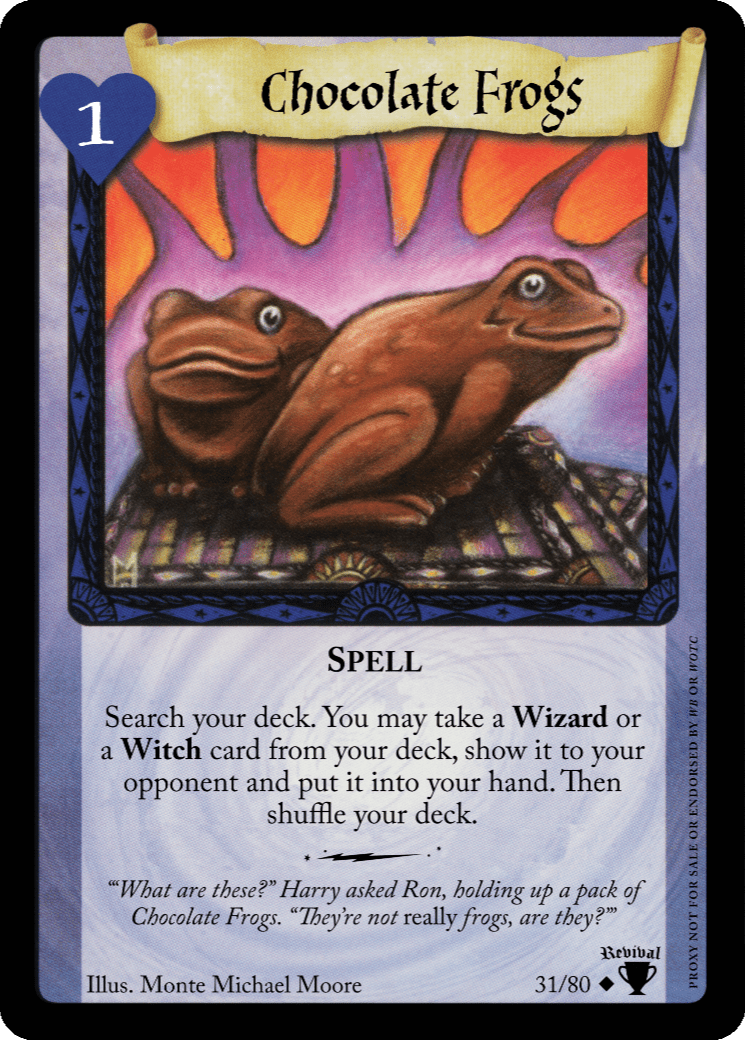 Chocolate Frogs
1
SPELL
Search your deck. You may take a Wizard or
a Witch card from your deck, show it to your
opponent and put it into your hand. Then
shuffle your deck.
“‘What are these?” Harry asked Ron, holding up a pack of
Chocolate Frogs. “They’re not really frogs, are they?’”
Illus. Monte Michael Moore
31/80
Revival
PROXY NOT FOR SALE OR ENDORSED BY WB OR WOTC